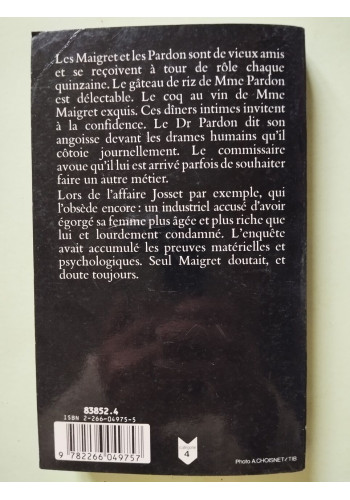 Les Maigret et les Pardon sont de vieux amis
et se reçoivent à tour de rôle chaque
quinzaine. Le gâteau de riz de Mme Pardon
est délectable. Le coq au vin de Mme
Maigret exquis. Ces dîners intimes invitent
à la confidence. Le Dr Pardon dit son
angoisse devant les drames humains qu'il
côtoie journellement. Le commissaire
avoue qu'il lui est arrivé parfois de souhaiter
faire un autre métier.
Lors de l'affaire Josset par exemple, qui
l'obsède encore : un industriel accusé d'avoir
égorgé sa femme plus âgée et plus riche que
lui et lourdement condamné. L'enquête
avait accumulé les preuves matérielles et
psychologiques. Seul Maigret doutait, et
doute toujours.
83852.4
ISBN 2-266-04975-5
9 782266 049757
4
Photo A.CHOISNET/TIB